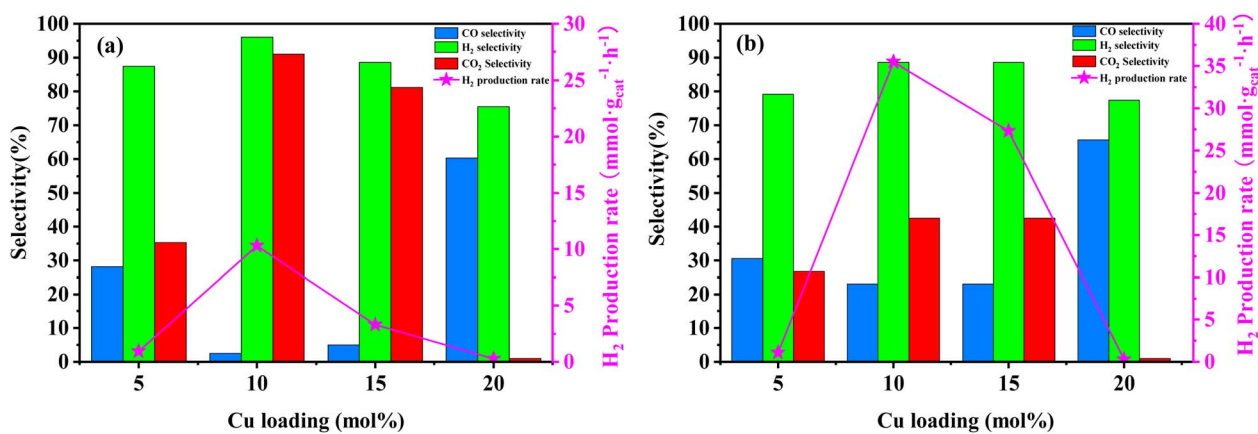 (a)
CO selectivity
H₂ selectivity
CO₂ Selectivity
H₂ production rate
100
90
80
70
60
50
40
30
20
10
0
Selectivity(%)
5
10
15
20
Cu loading (mol%)
30
25
20
15
10
5
0
H₂ Production rate (mmol·g_cat⁻¹·h⁻¹)
(b)
CO selectivity
H₂ selectivity
CO₂ Selectivity
H₂ production rate
100
90
80
70
60
50
40
30
20
10
0
Selectivity(%)
5
10
15
20
Cu loading (mol%)
40
35
30
25
20
15
10
5
0
H₂ Production rate (mmol·g_cat⁻¹·h⁻¹)